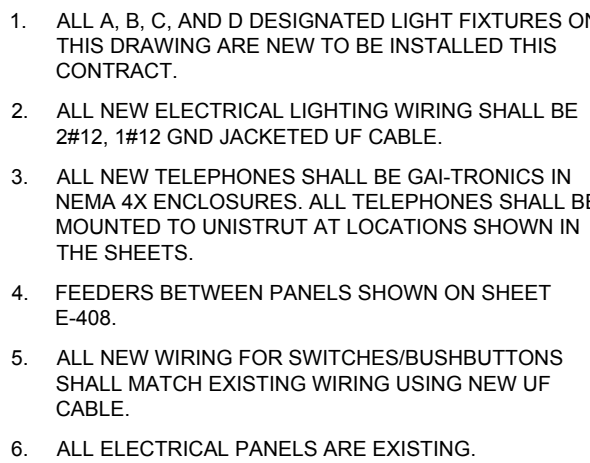 1. ALL A, B, C, AND D DESIGNATED LIGHT FIXTURES ON
THIS DRAWING ARE NEW TO BE INSTALLED THIS
CONTRACT.
2. ALL NEW ELECTRICAL LIGHTING WIRING SHALL BE
2#12, 1#12 GND JACKETED UF CABLE.
3. ALL NEW TELEPHONES SHALL BE GAI-TRONICS IN
NEMA 4X ENCLOSURES. ALL TELEPHONES SHALL BE
MOUNTED TO UNISTRUT AT LOCATIONS SHOWN IN
THE SHEETS.
4. FEEDERS BETWEEN PANELS SHOWN ON SHEET
E-408.
5. ALL NEW WIRING FOR SWITCHES/BUSHBUTTONS
SHALL MATCH EXISTING WIRING USING NEW UF
CABLE.
6. ALL ELECTRICAL PANELS ARE EXISTING.